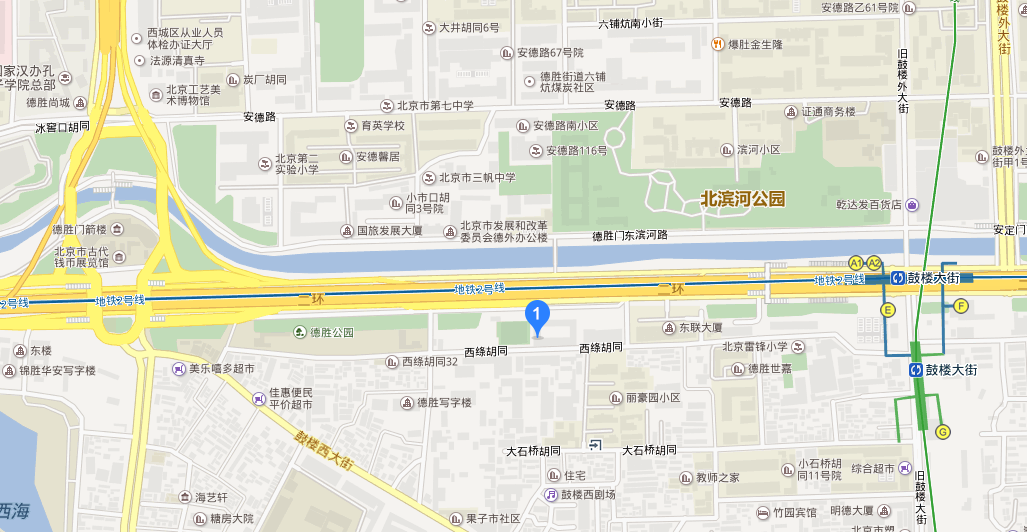 大井胡同6号
六铺炕南小街
安德路乙61号院
鼓楼外大街
西城区从业人员
体检办证大厅
法源清真寺
安德路67号院
爆肚金生隆
旧鼓楼外大街
国家汉办孔
子学院总部
炭厂胡同
德胜街道六铺
炕煤炭社区
德胜尚城
北京工艺美
术博物馆
北京市第七中学
安德路
安德路
安德路
证通商务楼
冰窖口胡同
育英学校
安德路南小区
北京第二
实验小学
安德馨居
安德路116号
滨河小区
鼓楼外大
街甲1号
北京市三帆中学
小市口胡
同3号院
北滨河公园
乾达发百货店
德胜门箭楼
国旅发展大厦
北京市发展和改革
委员会德外办公楼
德胜门东滨河路
安定门
北京市古代
钱币展览馆
A1
A2
鼓楼大街
2号线
地铁2号线
二环
地铁2号线
二环
地铁2号线
E
F
1
德胜公园
东联大厦
东楼
西绦胡同32
西绦胡同
西绦胡同
北京雷锋小学
锦胜华安写字楼
美乐嘻多超市
德胜世嘉
鼓楼大街
佳惠便民
平价超市
德胜写字楼
丽豪园小区
G
鼓楼西大街
大石桥胡同
大石桥胡同
住宅
教师之家
小石桥胡
同11号院
综合超市
海艺轩
鼓楼西剧场
旧鼓楼大街
西海
糖房大院
果子市社区
竹园宾馆
明德大厦
北京市朑